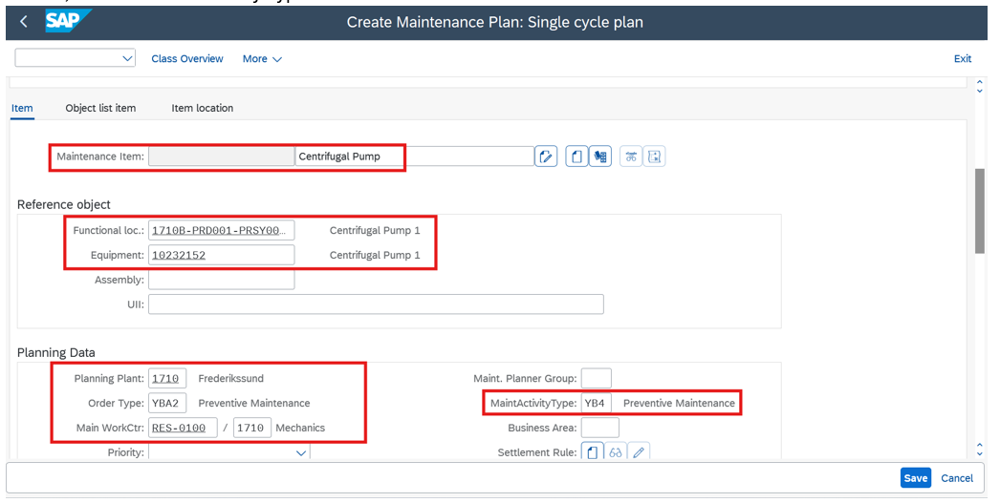 SAP Create Maintenance Plan: Single cycle plan
Class Overview More Exit
Item Object list item Item location
Maintenance Item: Centrifugal Pump
Reference object
Functional loc.: 1710B-PRD001-PRSY00... Centrifugal Pump 1
Equipment: 10232152 Centrifugal Pump 1
Assembly:
UII:
Planning Data
Planning Plant: 1710 Frederikssund Maint. Planner Group:
Order Type: YBA2 Preventive Maintenance MaintActivityType: YB4 Preventive Maintenance
Main WorkCtr: RES-0100 / 1710 Mechanics Business Area:
Priority: Settlement Rule:
Save Cancel